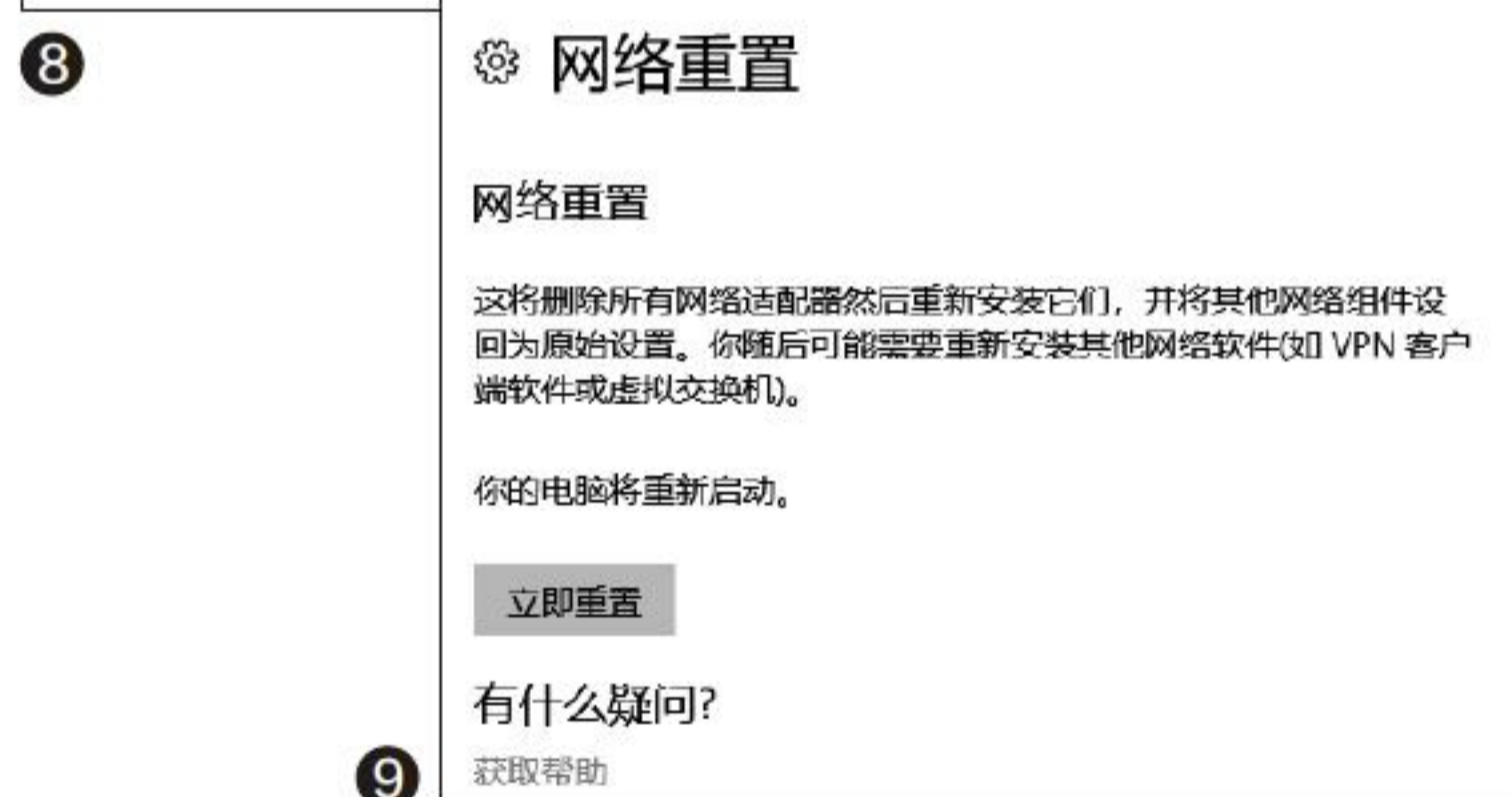 8
网络重置
网络重置
这将删除所有网络适配器然后重新安装它们，并将其他网络组件设
回为原始设置。你随后可能需要重新安装其他网络软件(如 VPN 客户
端软件或虚拟交换机)。
你的电脑将重新启动。
立即重置
有什么疑问?
获取帮助
9